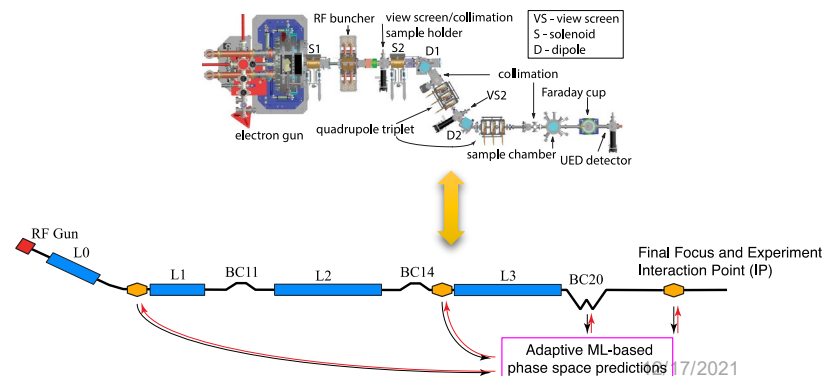 RF buncher
view screen/collimation
sample holder
VS - view screen
S - solenoid
D - dipole
S1
S2
D1
collimation
VS2
Faraday cup
electron gun
quadrupole triplet
D2
sample chamber
UED detector
RF Gun
L0
L1
BC11
L2
BC14
L3
BC20
Final Focus and Experiment
Interaction Point (IP)
Adaptive ML-based
phase space predictions
/17/2021